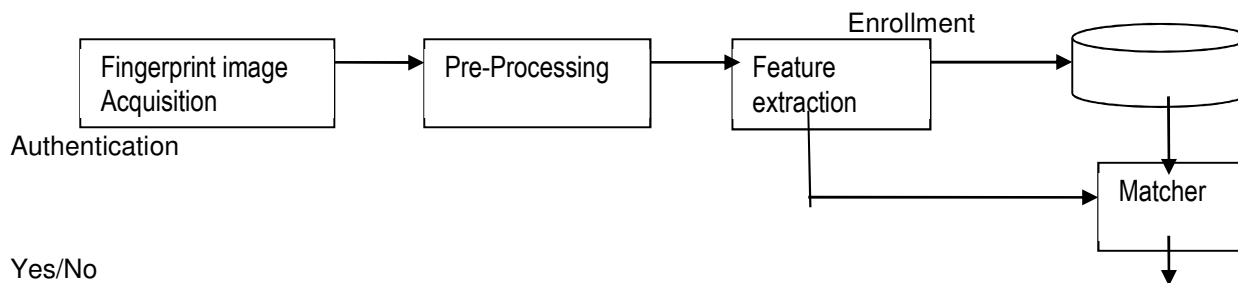 Enrollment
Fingerprint image
Acquisition
Pre-Processing
Feature
extraction
Authentication
Matcher
Yes/No